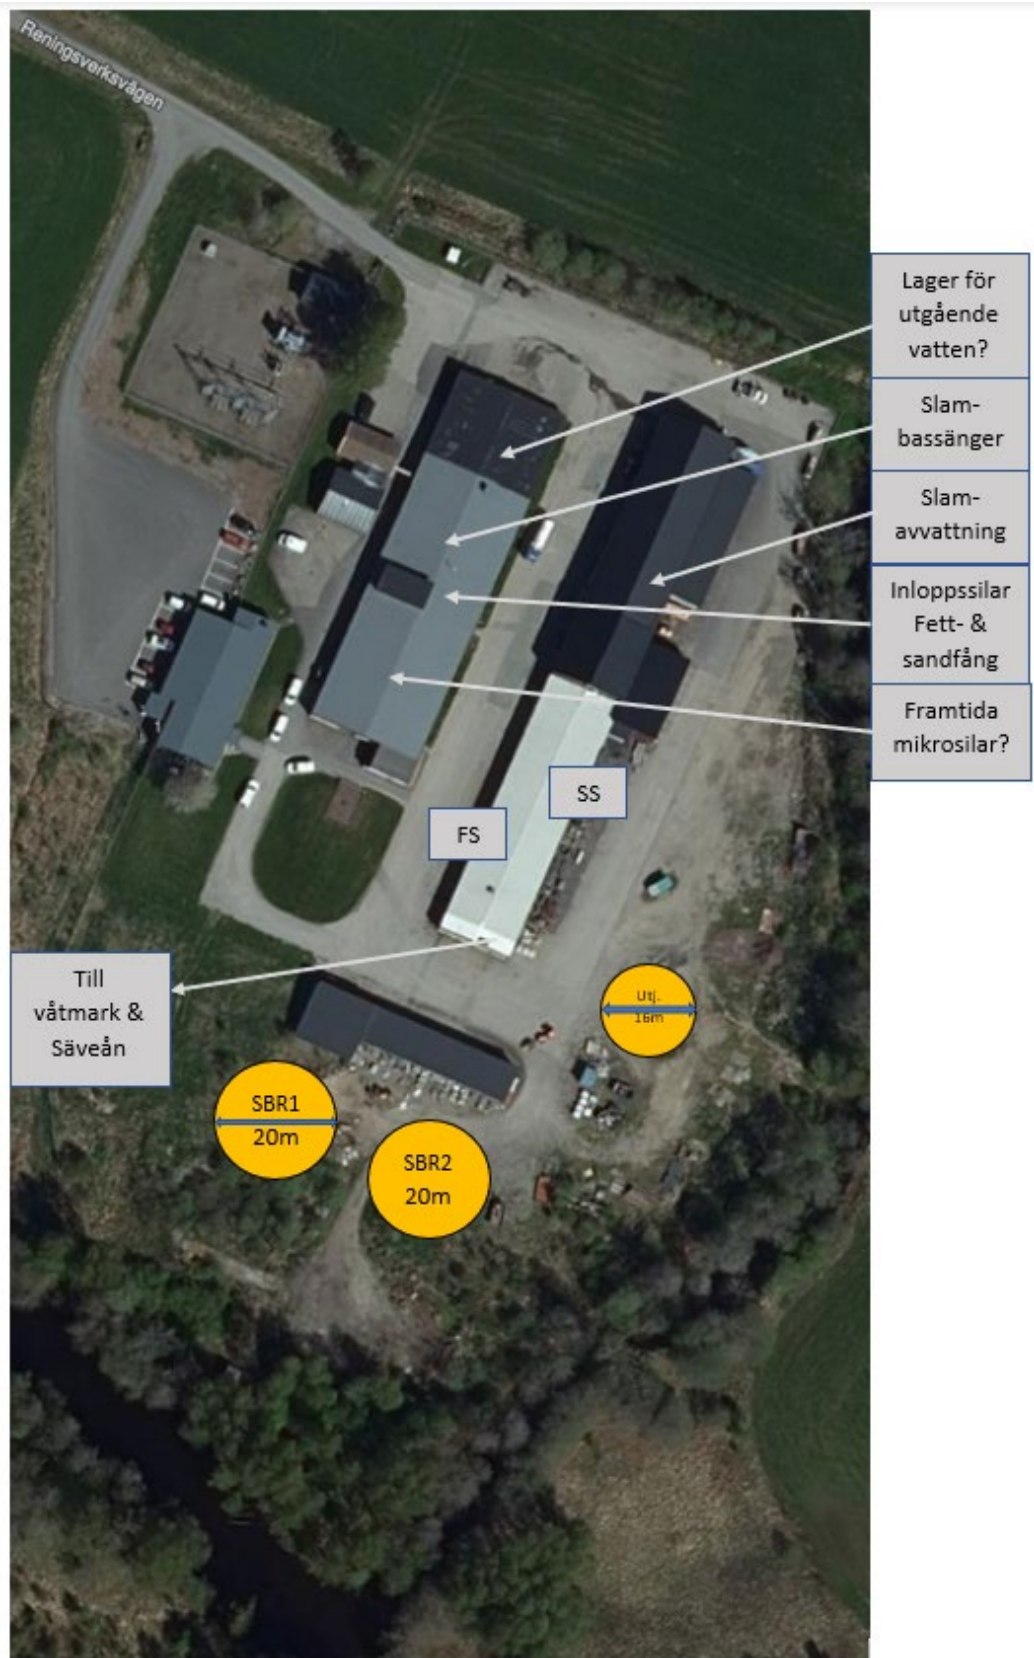 Reningsverksvägen
Lager för
utgående
vatten?
Slam-
bassänger
Slam-
avvattning
Inloppssilar
Fett- &
sandfång
Framtida
mikrosilar?
SS
FS
Till
våtmark &
Säveån
Utj.
16m
SBR1
20m
SBR2
20m